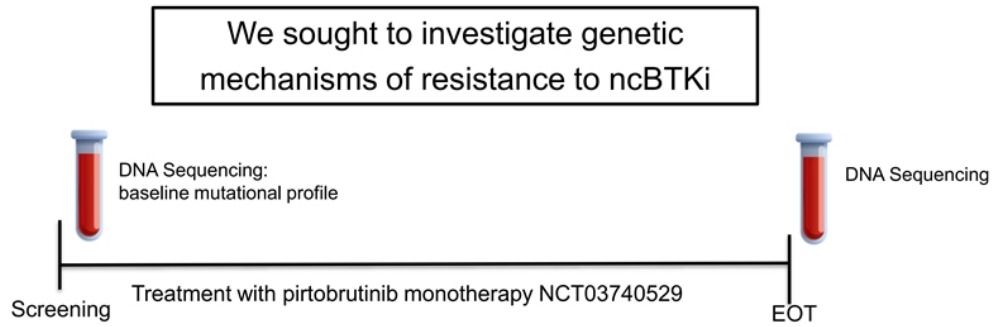 We sought to investigate genetic
mechanisms of resistance to ncBTKi
DNA Sequencing:
baseline mutational profile
DNA Sequencing
Treatment with pirtobrutinib monotherapy NCT03740529
Screening
EOT